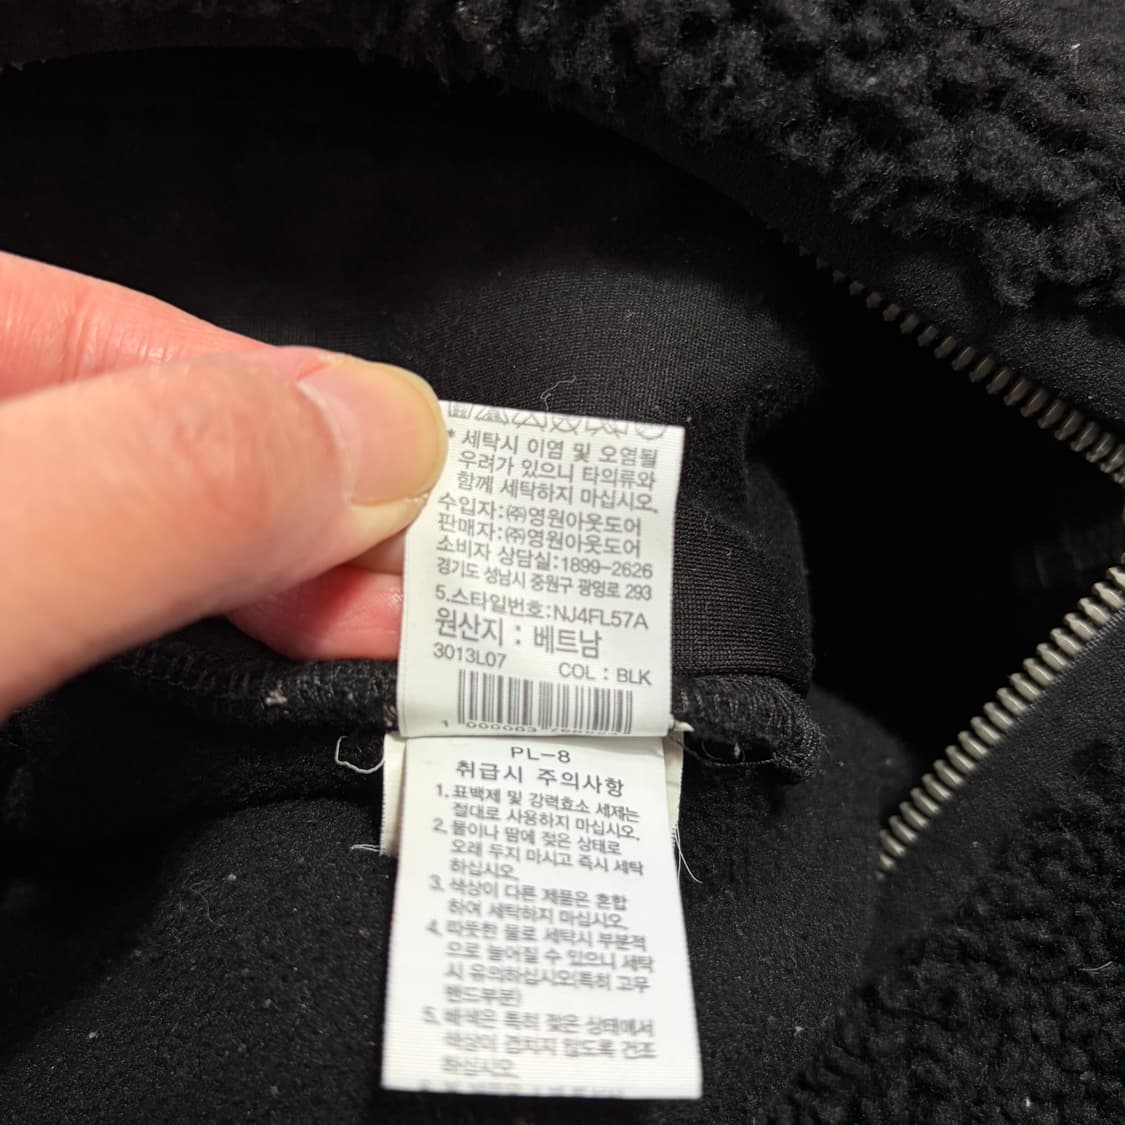 * 세탁시 이염 및 오염될
우려가 있으니 타의류와
함께 세탁하지 마십시오.
수입자:㈜영원아웃도어
판매자:㈜영원아웃도어
소비자 상담실:1899-2626
경기도 성남시 중원구 광명로 293
5.스타일번호:NJ4FL57A
원산지 : 베트남
3013L07 COL : BLK
PL-8
취급시 주의사항
1. 표백제 및 강력효소 세제는
절대로 사용하지 마십시오.
2. 물이나 땀에 젖은 상태로
오래 두지 마시고 즉시 세탁
하십시오.
3. 색상이 다른 제품은 혼합
하여 세탁하지 마십시오.
4. 따뜻한 물로 세탁시 부분적
으로 늘어질 수 있으니 세탁
시 유의하십시오(특히 고무
밴드부분)
5. 배색은 특히 젖은 상태에서
색상이 겹치지 않도록 건조
하십시오.